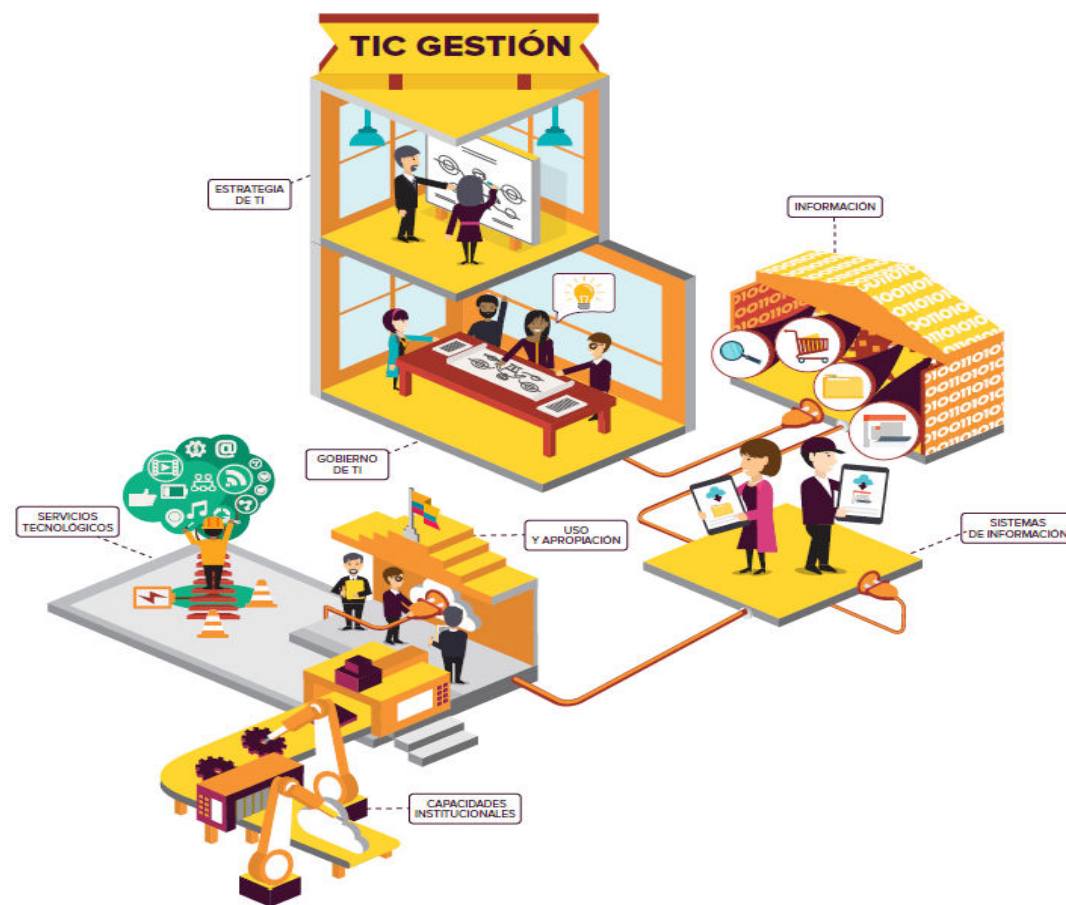 TIC GESTIÓN
ESTRATEGIA
DE TI
INFORMACIÓN
GOBIERNO
DE TI
SERVICIOS
TECNOLÓGICOS
USO
Y APROPIACIÓN
SISTEMAS
DE INFORMACIÓN
CAPACIDADES
INSTITUCIONALES